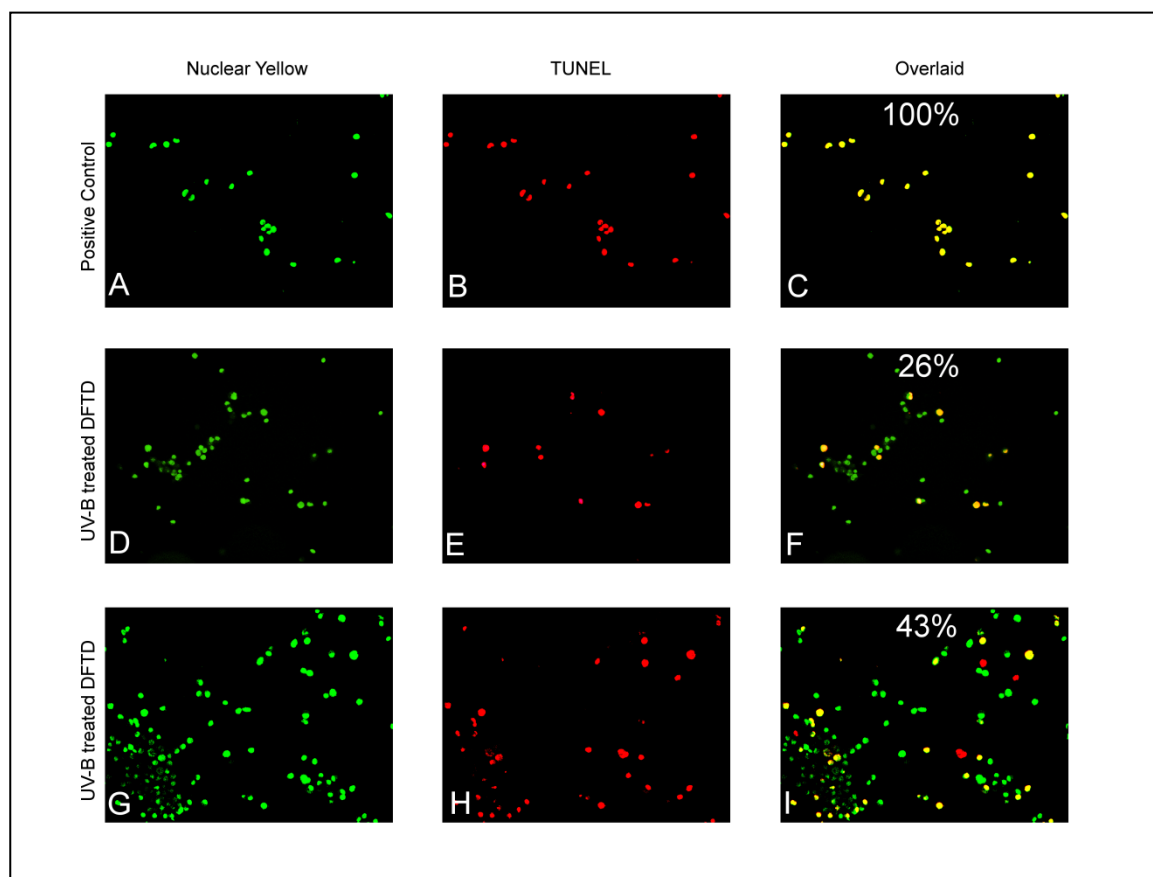 Nuclear Yellow
TUNEL
Overlaid
Positive Control
A
B
100%
C
UV-B treated DFTD
D
E
26%
F
UV-B treated DFTD
G
H
43%
I